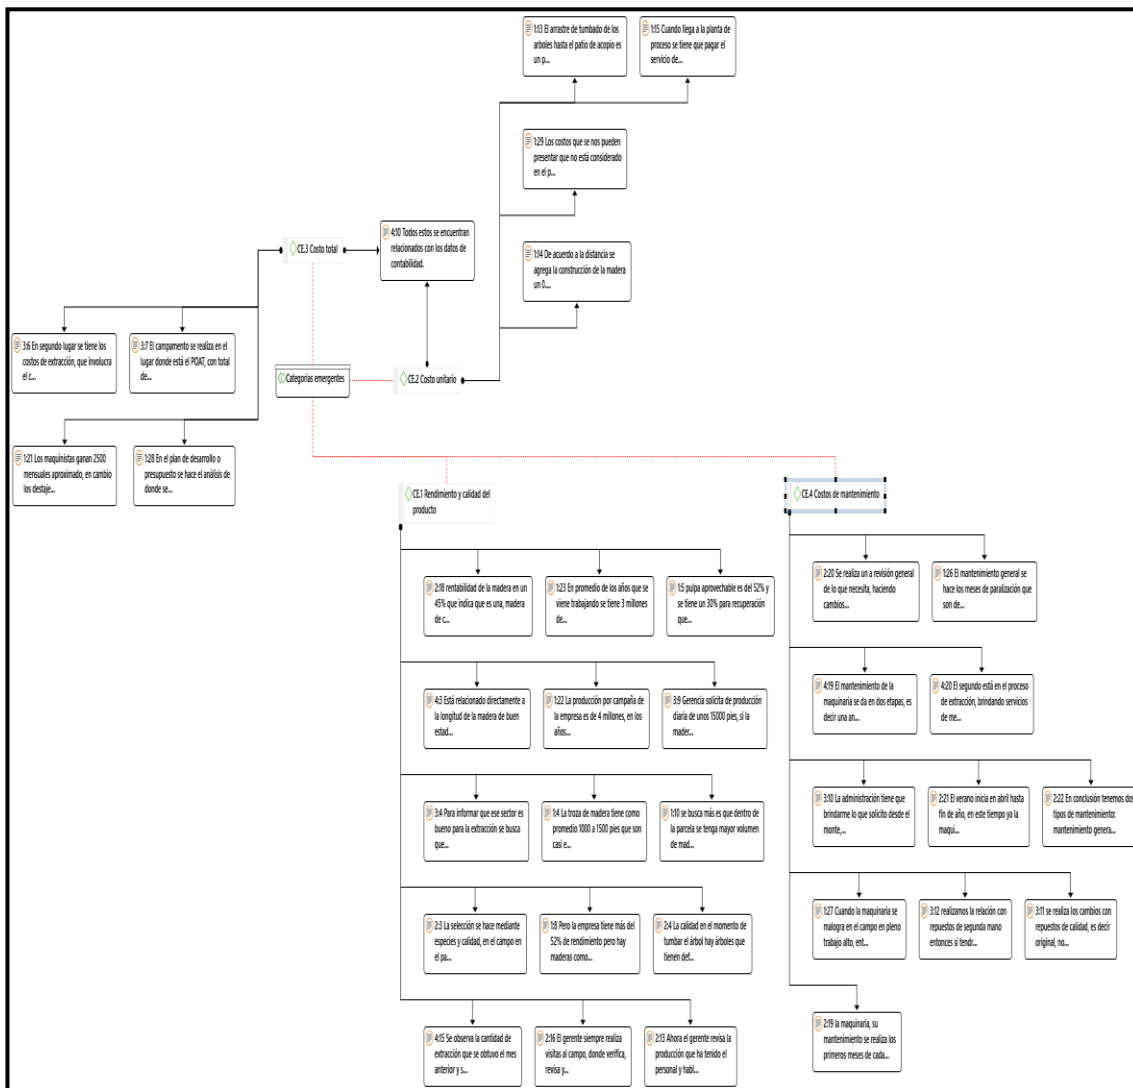 1:13 El arrastre de tumbado de los
arboles hasta el patio de acopio es
un p...
1:15 Cuando llega a la planta de
proceso se tiene que pagar el
servicio de...
1:29 Los costos que se nos pueden
presentar que no está considerado
en el p...
4:10 Todos estos se encuentran
relacionados con los datos de
contabilidad.
CE.3 Costo total
1:14 De acuerdo a la distancia se
agrega la construcción de la madera
un 0....
3:6 En segundo lugar se tiene los
costos de extracción, que involucra
el c...
3:7 El campamento se realiza en el
lugar donde está el POAT, con total
de...
Categorías emergentes
CE.2 Costo unitario
1:21 Los maquinistas ganan 2500
mensuales aproximado, en cambio
los destaje...
1:28 En el plan de desarrollo o
presupuesto se hace el análisis de
donde se...
CE.1 Rendimiento y calidad del
producto
CE.4 Costos de mantenimiento
2:18 rentabilidad de la madera en un
45% que indica que es una, madera
de c...
1:23 En promedio de los años que se
viene trabajando se tiene 3 millones
de...
1:5 pulpa aprovechable es del 52% y
se tiene un 30% para recuperación
que...
2:20 Se realiza un a revisión general
de lo que necesita, haciendo
cambios...
1:26 El mantenimiento general se
hace los meses de paralización que
son de...
4:3 Está relacionado directamente a
la longitud de la madera de buen
estad...
1:22 La producción por campaña de
la empresa es de 4 millones, en los
años...
3:9 Gerencia solicita de producción
diaria de unos 15000 pies, si la
mader...
4:19 El mantenimiento de la
maquinaria se da en dos etapas, es
decir una an...
4:20 El segundo está en el proceso
de extracción, brindando servicios
de me...
3:4 Para informar que ese sector es
bueno para la extracción se busca
que...
1:4 La troza de madera tiene como
promedio 1000 a 1500 pies que son
casi e...
1:10 se busca más es que dentro de
la parcela se tenga mayor volumen
de mad...
3:10 La administración tiene que
brindarme lo que solicito desde el
monte,...
2:21 El verano inicia en abril hasta
fin de año, en este tiempo ya la
maqui...
2:22 En conclusión tenemos dos
tipos de mantenimiento:
mantenimiento genera...
2:3 La selección se hace mediante
especies y calidad, en el campo en
el pa...
1:8 Pero la empresa tiene más del
52% de rendimiento pero hay
maderas como...
2:4 La calidad en el momento de
tumbar el árbol hay árboles que
tienen def...
1:27 Cuando la maquinaria se
malogra en el campo en pleno
trabajo alto, ent...
3:12 realizamos la relación con
repuestos de segunda mano
entonces si tendr...
3:11 se realiza los cambios con
repuestos de calidad, es decir
original, no...
4:15 Se observa la cantidad de
extracción que se obtuvo el mes
anterior y s...
2:16 El gerente siempre realiza
visitas al campo, donde verifica,
revisa y...
2:13 Ahora el gerente revisa la
producción que ha tenido el
personal y habl...
2:19 la maquinaria, su
mantenimiento se realiza los
primeros meses de cada...